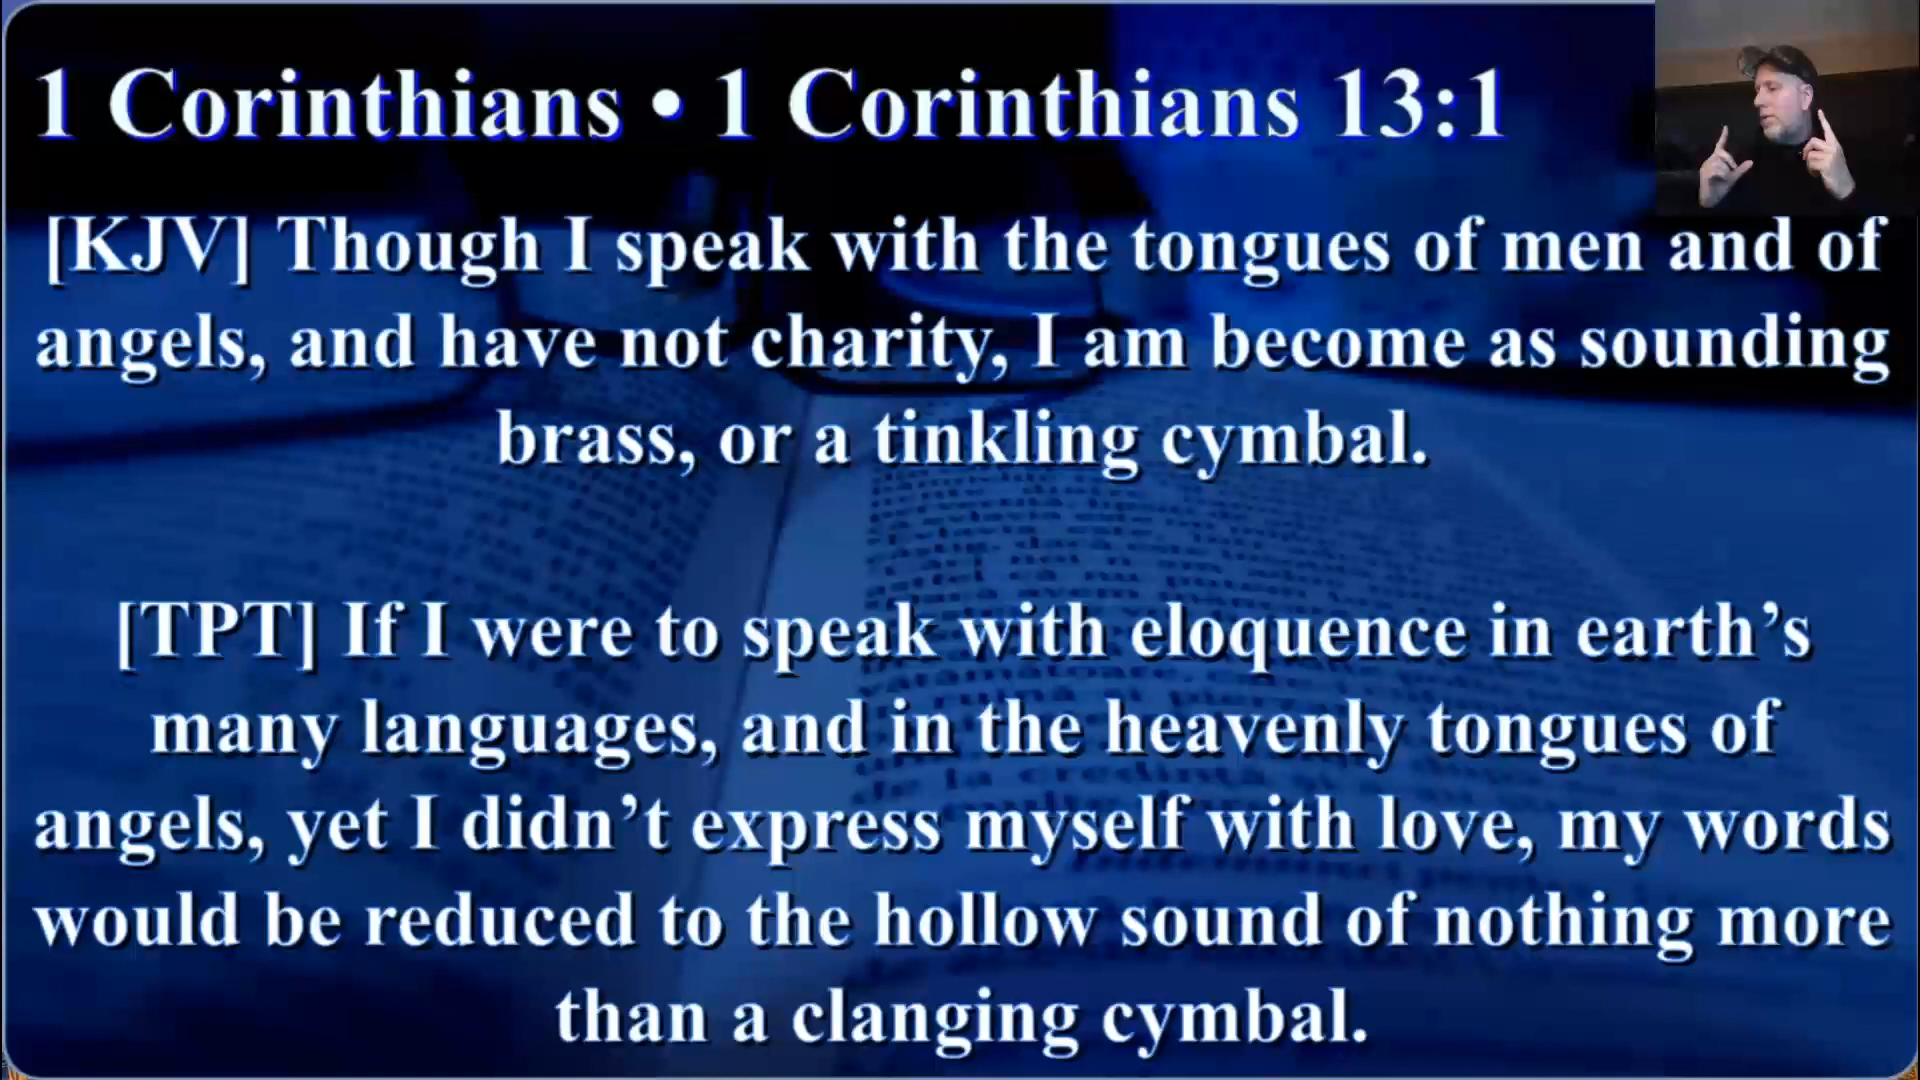 1 Corinthians • 1 Corinthians 13:1
[KJV] Though I speak with the tongues of men and of
angels, and have not charity, I am become as sounding
brass, or a tinkling cymbal.
[TPT] If I were to speak with eloquence in earth’s
many languages, and in the heavenly tongues of
angels, yet I didn’t express myself with love, my words
would be reduced to the hollow sound of nothing more
than a clanging cymbal.